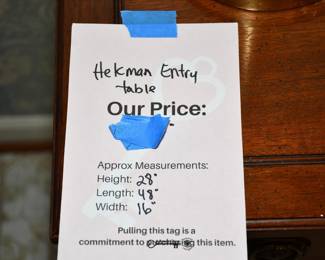 Hekman Entry
table
Our Price:
Approx Measurements:
Height: 28"
Length: 48"
Width: 16"
Pulling this tag is a
commitment to purchasing this item.